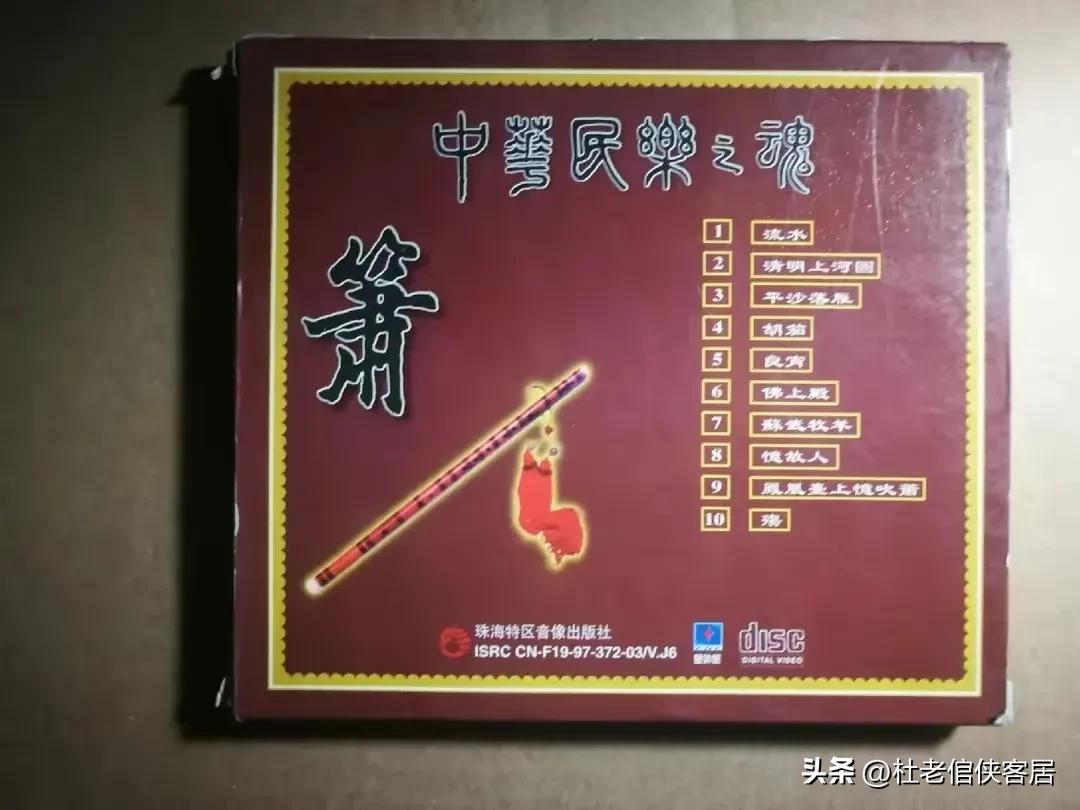 中華民樂之魂
簫
1 流水
2 清明上河圖
3 平沙落雁
4 胡笳
5 良宵
6 佛上殿
7 蘇武牧羊
8 憶故人
9 鳳凰臺上憶吹簫
10 殤
珠海特区音像出版社
ISRC CN-F19-97-372-03/V.J6
disc
DIGITAL VIDEO
头条 @杜老倌侠客居